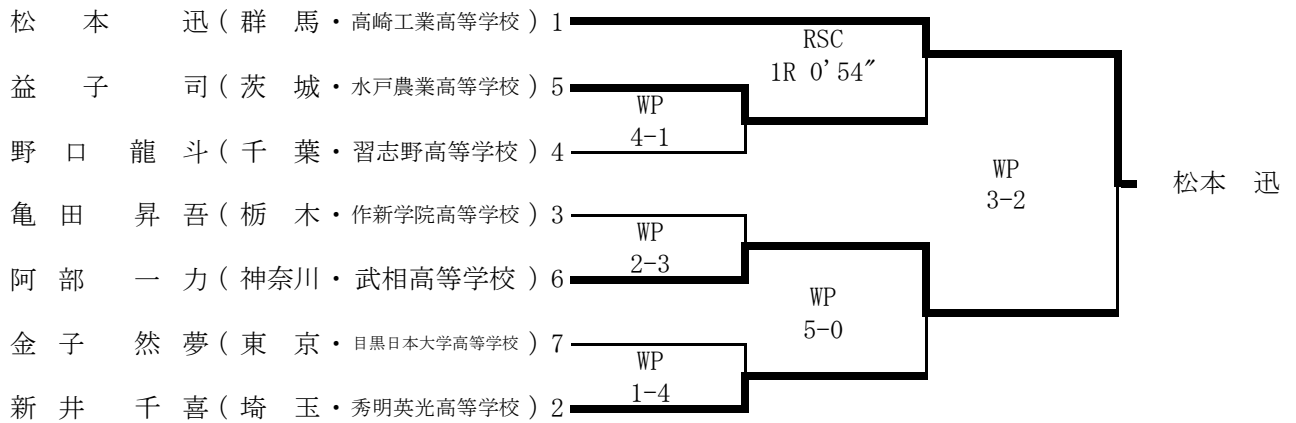 松 本 迅 ( 群 馬 ・ 高崎工業高等学校 ) 1
RSC
1R 0'54″
益 子 司 ( 茨 城 ・ 水戸農業高等学校 ) 5
WP
4-1
野 口 龍 斗 ( 千 葉 ・ 習志野高等学校 ) 4
WP
3-2
松本 迅
亀 田 昇 吾 ( 栃 木 ・ 作新学院高等学校 ) 3
WP
2-3
阿 部 一 力 ( 神奈川 ・ 武相高等学校 ) 6
WP
5-0
金 子 然 夢 ( 東 京 ・ 目黒日本大学高等学校 ) 7
WP
1-4
新 井 千 喜 ( 埼 玉 ・ 秀明英光高等学校 ) 2